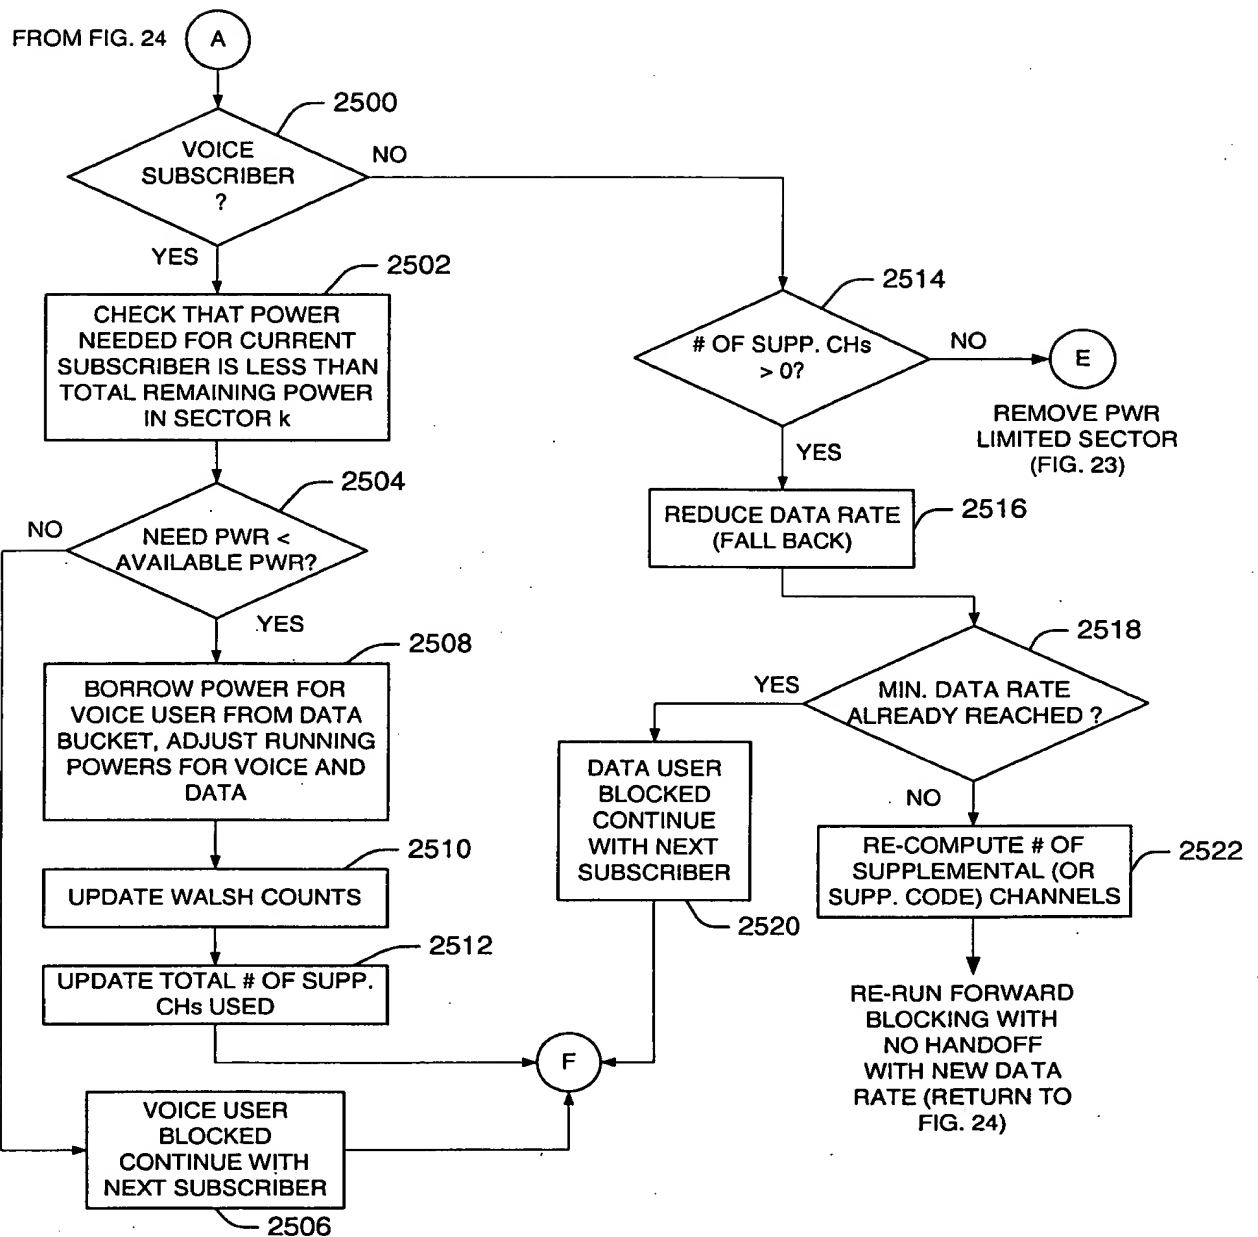 FROM FIG. 24
A
2500
VOICE
SUBSCRIBER
?
NO
YES
2502
CHECK THAT POWER
NEEDED FOR CURRENT
SUBSCRIBER IS LESS THAN
TOTAL REMAINING POWER
IN SECTOR k
2504
NO
NEED PWR <
AVAILABLE PWR?
YES
2508
BORROW POWER FOR
VOICE USER FROM DATA
BUCKET, ADJUST RUNNING
POWERS FOR VOICE AND
DATA
2510
UPDATE WALSH COUNTS
2512
UPDATE TOTAL # OF SUPP.
CHs USED
VOICE USER
BLOCKED
CONTINUE WITH
NEXT SUBSCRIBER
2506
F
2514
# OF SUPP. CHs
> 0?
NO
E
REMOVE PWR
LIMITED SECTOR
(FIG. 23)
YES
2516
REDUCE DATA RATE
(FALL BACK)
2518
MIN. DATA RATE
ALREADY REACHED ?
YES
DATA USER
BLOCKED
CONTINUE
WITH NEXT
SUBSCRIBER
2520
NO
RE-COMPUTE # OF
SUPPLEMENTAL (OR
SUPP. CODE) CHANNELS
2522
RE-RUN FORWARD
BLOCKING WITH
NO HANDOFF
WITH NEW DATA
RATE (RETURN TO
FIG. 24)